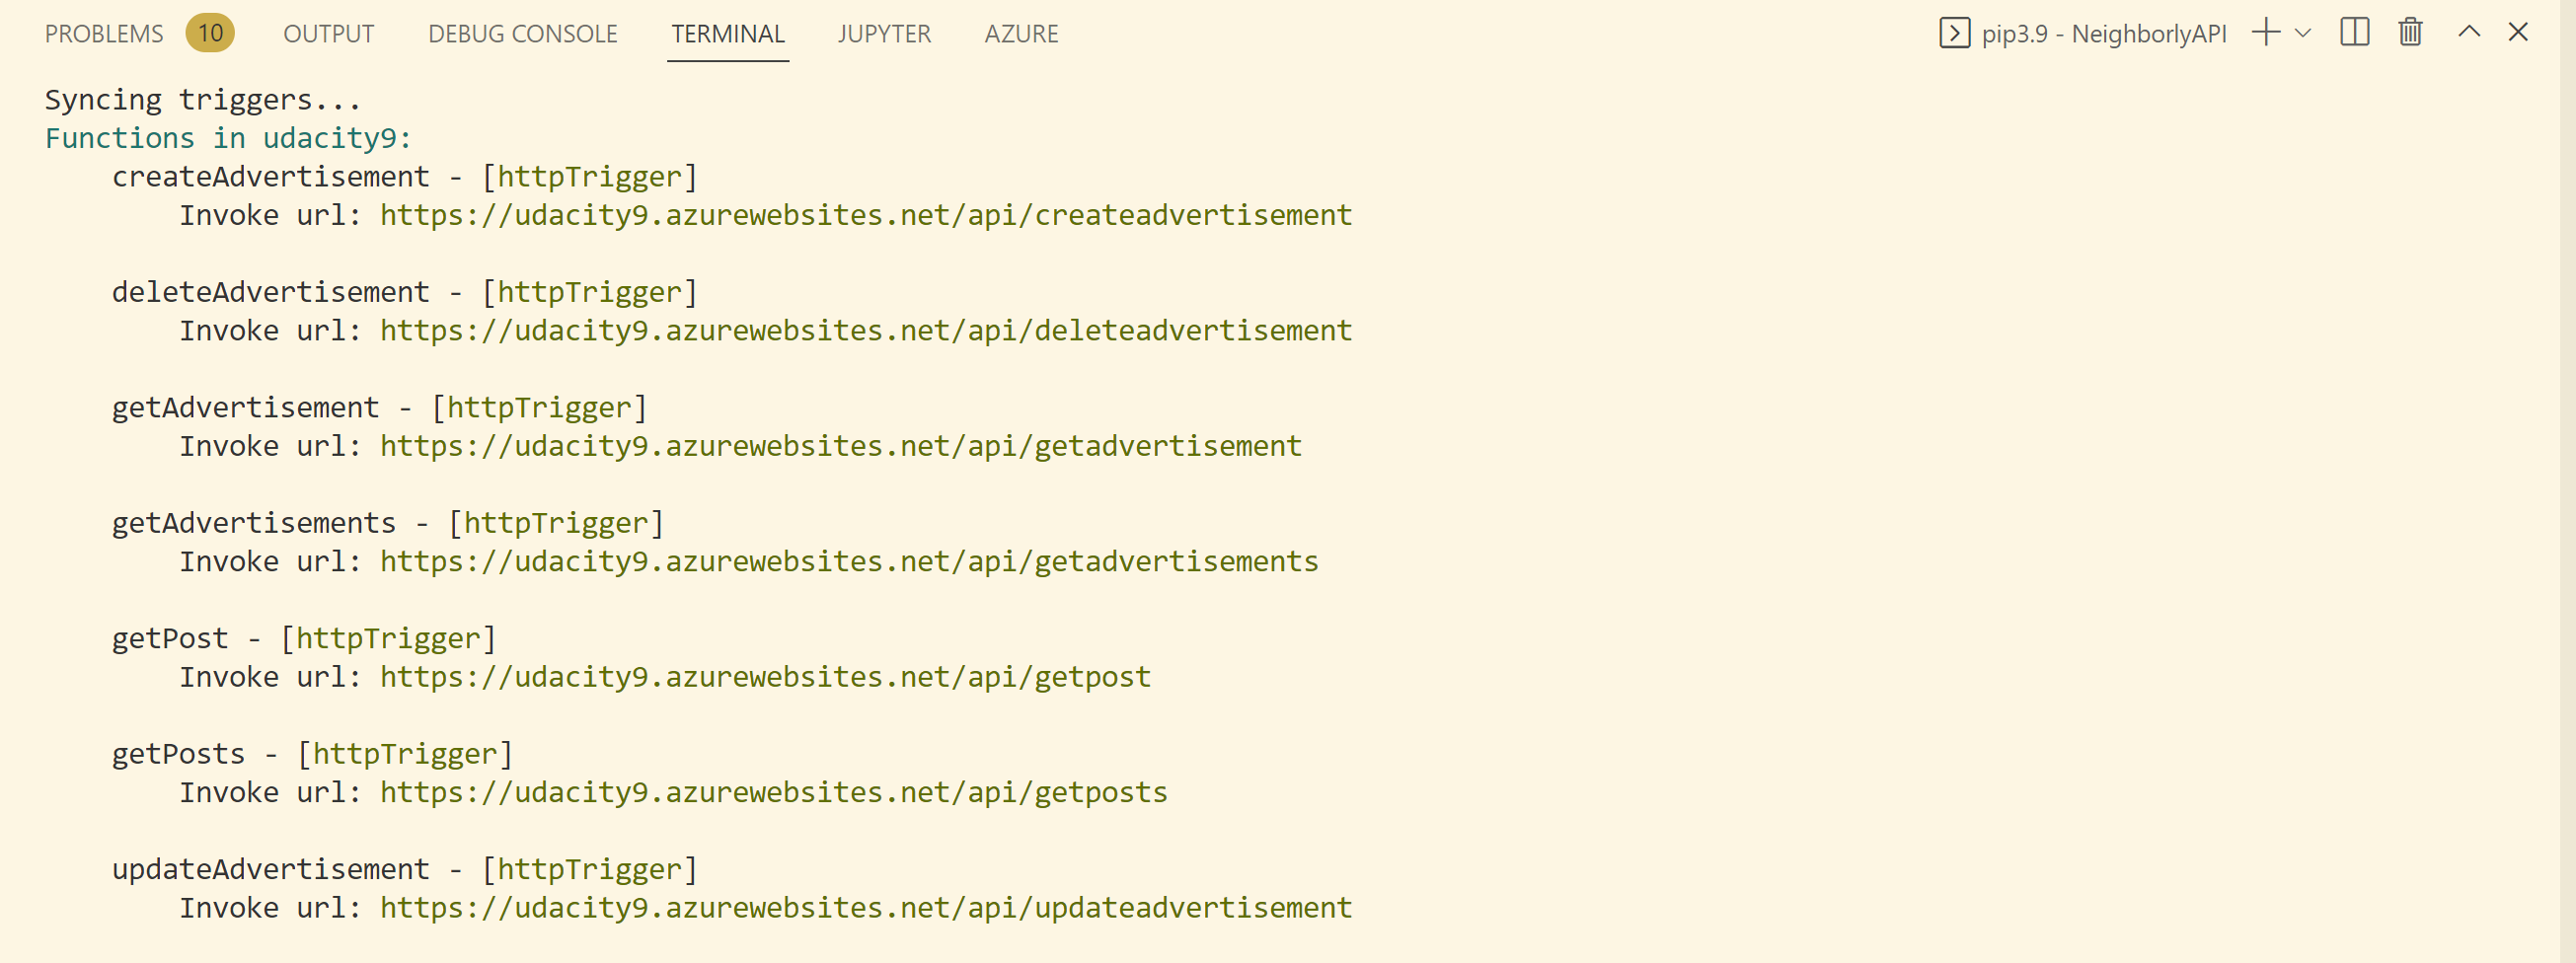 PROBLEMS 10 OUTPUT DEBUG CONSOLE TERMINAL JUPYTER AZURE pip3.9 - NeighborlyAPI
Syncing triggers...
Functions in udacity9:
createAdvertisement - [httpTrigger]
Invoke url: https://udacity9.azurewebsites.net/api/createadvertisement
deleteAdvertisement - [httpTrigger]
Invoke url: https://udacity9.azurewebsites.net/api/deleteadvertisement
getAdvertisement - [httpTrigger]
Invoke url: https://udacity9.azurewebsites.net/api/getadvertisement
getAdvertisements - [httpTrigger]
Invoke url: https://udacity9.azurewebsites.net/api/getadvertisements
getPost - [httpTrigger]
Invoke url: https://udacity9.azurewebsites.net/api/getpost
getPosts - [httpTrigger]
Invoke url: https://udacity9.azurewebsites.net/api/getposts
updateAdvertisement - [httpTrigger]
Invoke url: https://udacity9.azurewebsites.net/api/updateadvertisement